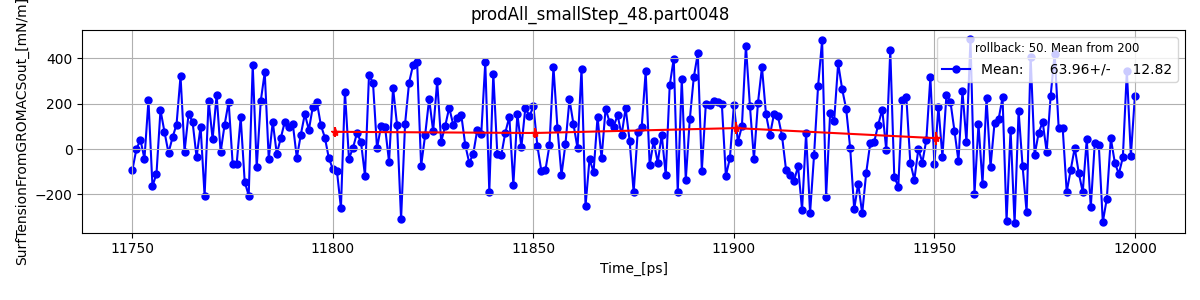 prodAll_smallStep_48.part0048
SurfTensionFromGROMACSout_[mN/m]
400
200
0
−200
rollback: 50. Mean from 200
Mean: 63.96+/- 12.82
11750 11800 11850 11900 11950 12000
Time_[ps]